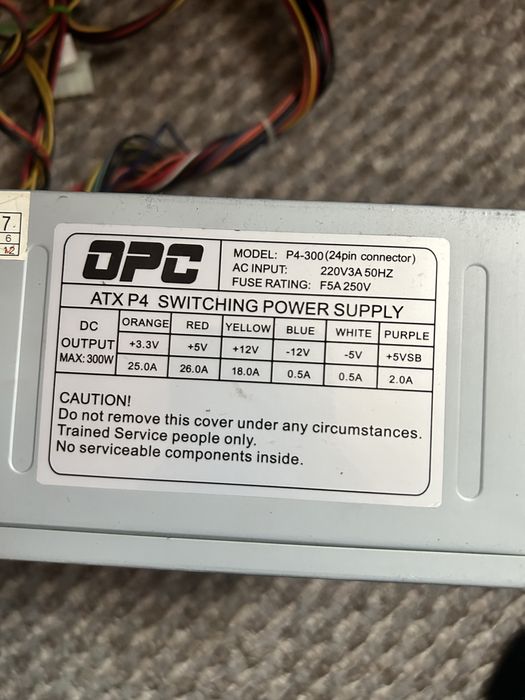 7
6
12
OPC
MODEL: P4-300 (24pin connector)
AC INPUT: 220V3A 50HZ
FUSE RATING: F5A 250V
ATX P4 SWITCHING POWER SUPPLY
DC OUTPUT MAX: 300W
ORANGE RED YELLOW BLUE WHITE PURPLE
+3.3V +5V +12V -12V -5V +5VSB
25.0A 26.0A 18.0A 0.5A 0.5A 2.0A
CAUTION!
Do not remove this cover under any circumstances.
Trained Service people only.
No serviceable components inside.